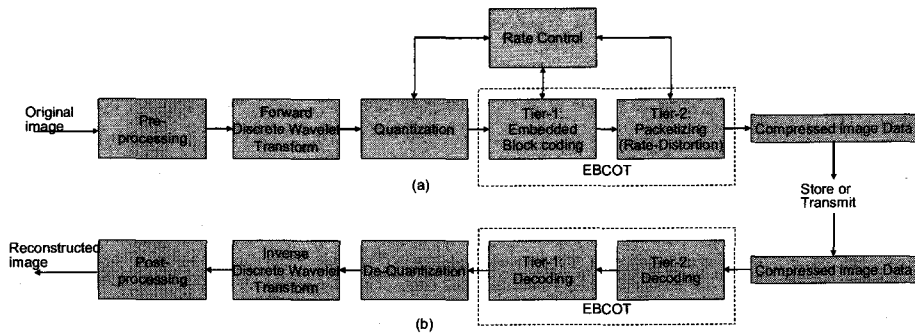 Rate Control
Original
image
Pre-
processing
Forward
Discrete Wavelet
Transform
Quantization
Tier-1:
Embedded
Block coding
Tier-2:
Packetizing
(Rate-Distortion)
Compressed Image Data
EBCOT
(a)
Store or
Transmit
Reconstructed
image
Post-
processing
Inverse
Discrete Wavelet
Transform
De-Quantization
Tier-1:
Decoding
Tier-2:
Decoding
Compressed Image Data
EBCOT
(b)